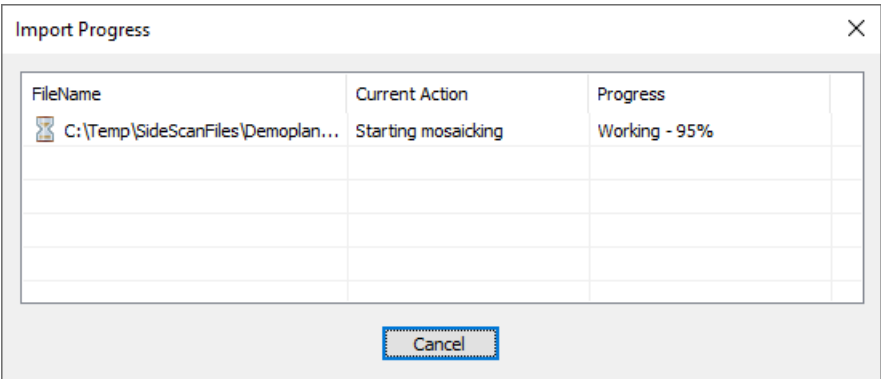 Import Progress
FileName Current Action Progress
C:\Temp\SideScanFiles\Demoplan... Starting mosaicking Working - 95%
Cancel